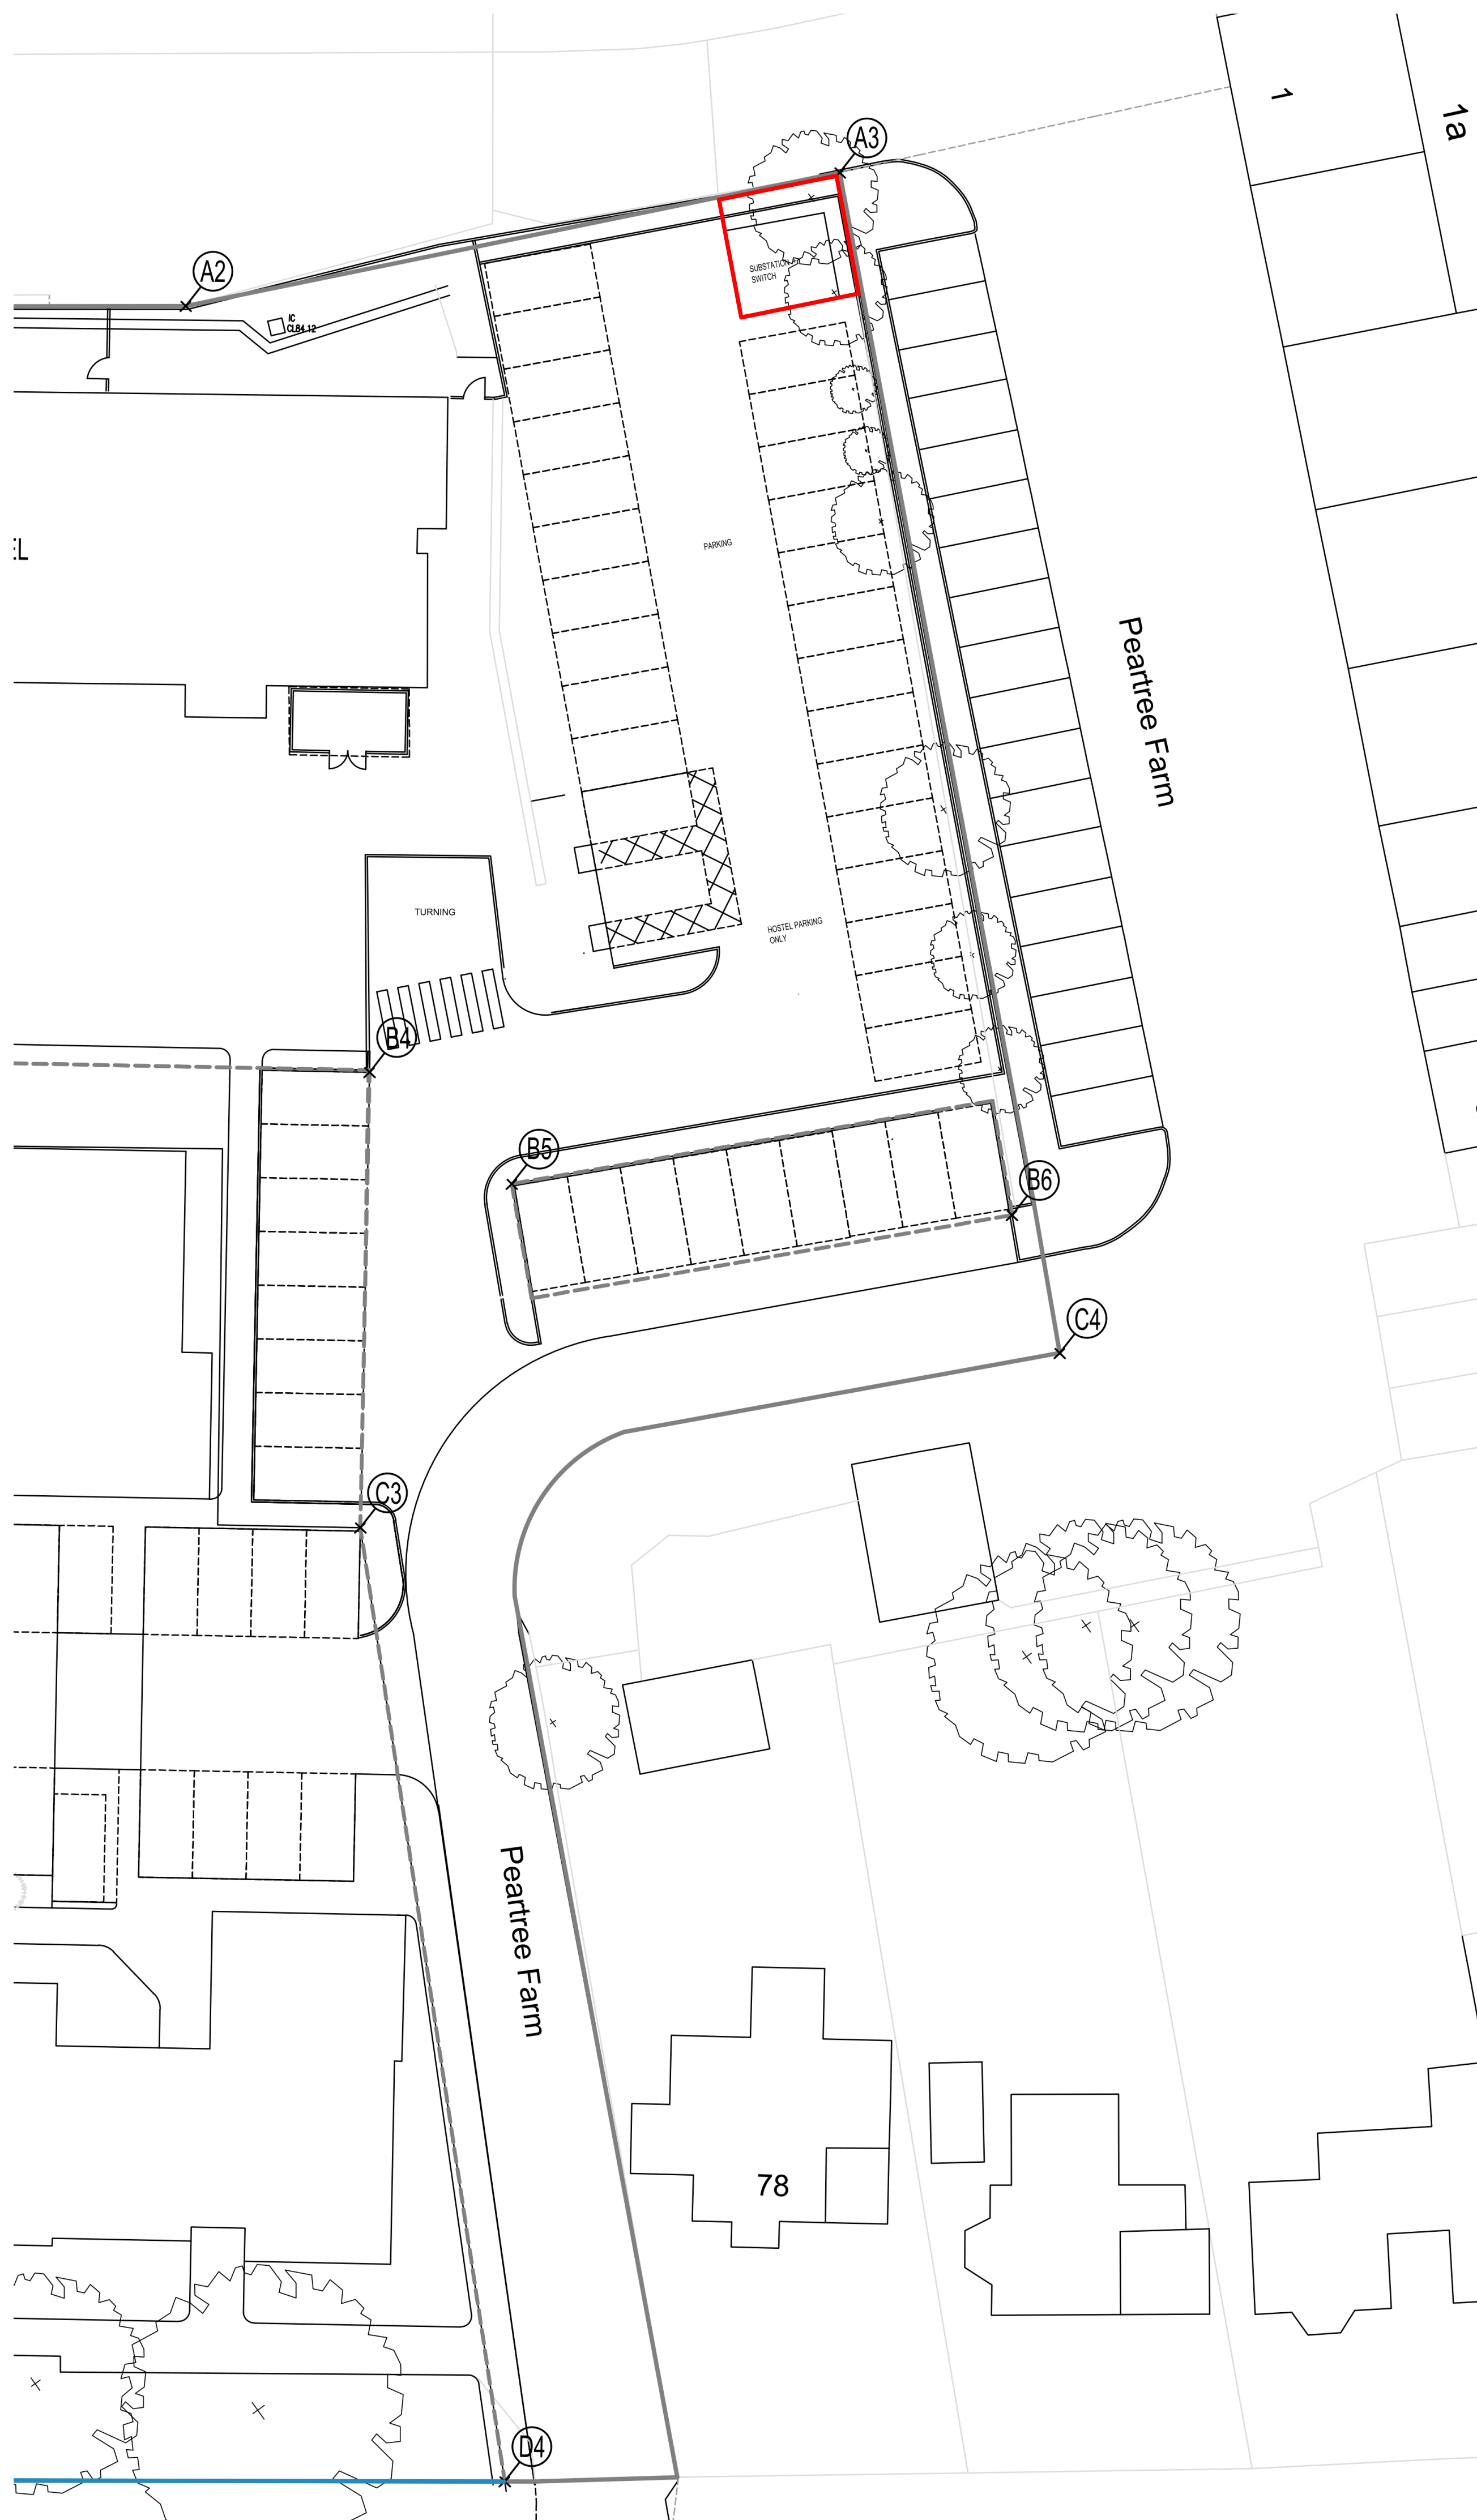 1
1a
A3
A2
SUBSTATION
SWITCH
IC
CL84.12
EL
PARKING
Peartree Farm
TURNING
HOSTEL PARKING
ONLY
B4
B5
B6
C4
C3
Peartree Farm
78
D4